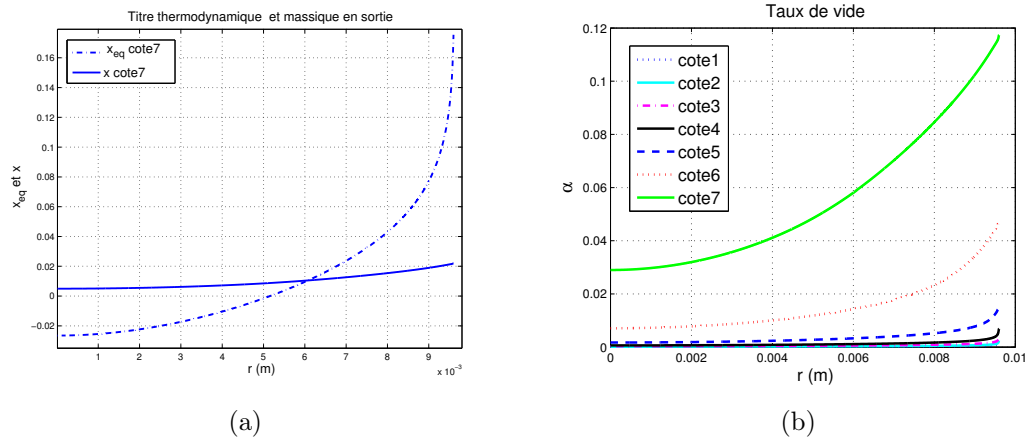 Titre thermodynamique et massique en sortie
x_eq cote7
x cote7
0.16
0.14
0.12
0.1
0.08
0.06
0.04
0.02
0
−0.02
x_eq et x
1 2 3 4 5 6 7 8 9
x 10^-3
r (m)
(a)
Taux de vide
cote1
cote2
cote3
cote4
cote5
cote6
cote7
0.12
0.1
0.08
0.06
0.04
0.02
0
α
0 0.002 0.004 0.006 0.008 0.01
r (m)
(b)